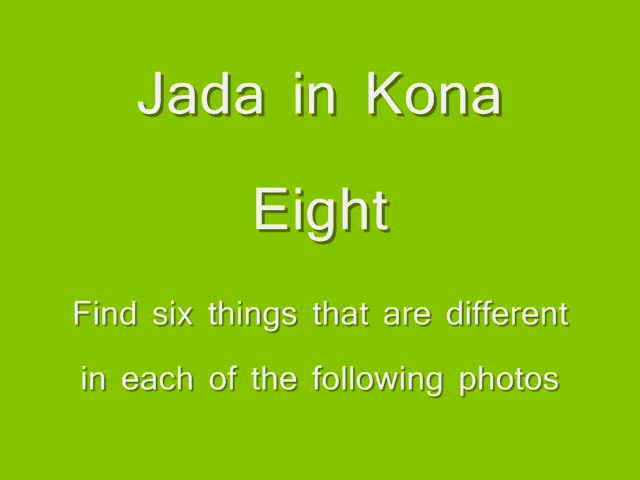 Jada in Kona
Eight
Find six things that are different
in each of the following photos